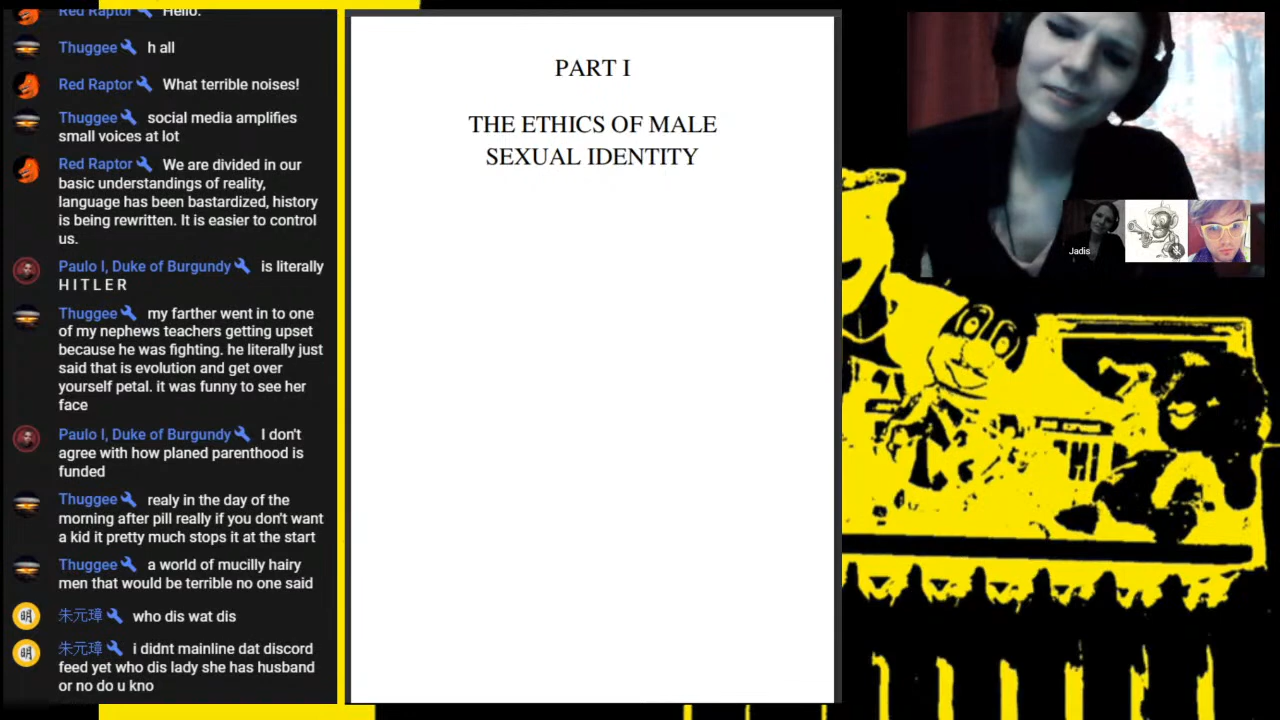 Red Raptor Hello.
Thuggee h all
Red Raptor What terrible noises!
Thuggee social media amplifies
small voices at lot
Red Raptor We are divided in our
basic understandings of reality,
language has been bastardized, history
is being rewritten. It is easier to control
us.
Paulo I, Duke of Burgundy is literally
H I T L E R
Thuggee my farther went in to one
of my nephews teachers getting upset
because he was fighting. he literally just
said that is evolution and get over
yourself petal. it was funny to see her
face
Paulo I, Duke of Burgundy I don't
agree with how planed parenthood is
funded
Thuggee realy in the day of the
morning after pill really if you don't want
a kid it pretty much stops it at the start
Thuggee a world of mucilly hairy
men that would be terrible no one said
明
朱元璋 who dis wat dis
明
朱元璋 i didnt mainline dat discord
feed yet who dis lady she has husband
or no do u kno
PART I
THE ETHICS OF MALE
SEXUAL IDENTITY
Jadis